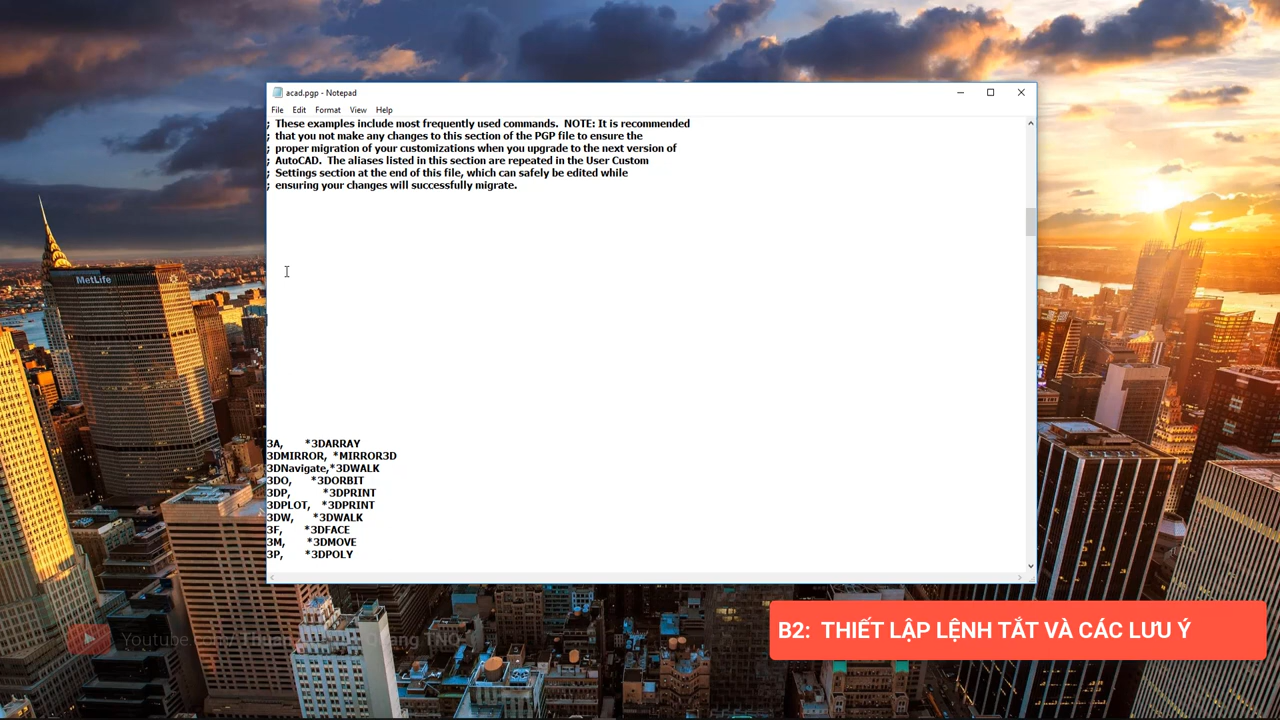 acad.pgp - Notepad
File Edit Format View Help
; These examples include most frequently used commands. NOTE: It is recommended
; that you not make any changes to this section of the PGP file to ensure the
; proper migration of your customizations when you upgrade to the next version of
; AutoCAD. The aliases listed in this section are repeated in the User Custom
; Settings section at the end of this file, which can safely be edited while
; ensuring your changes will successfully migrate.
MetLife
3A, *3DARRAY
3DMIRROR, *MIRROR3D
3DNavigate,*3DWALK
3DO, *3DORBIT
3DP, *3DPRINT
3DPLOT, *3DPRINT
3DW, *3DWALK
3F, *3DFACE
3M, *3DMOVE
3P, *3DPOLY
B2: THIẾT LẬP LỆNH TẮT VÀ CÁC LƯU Ý